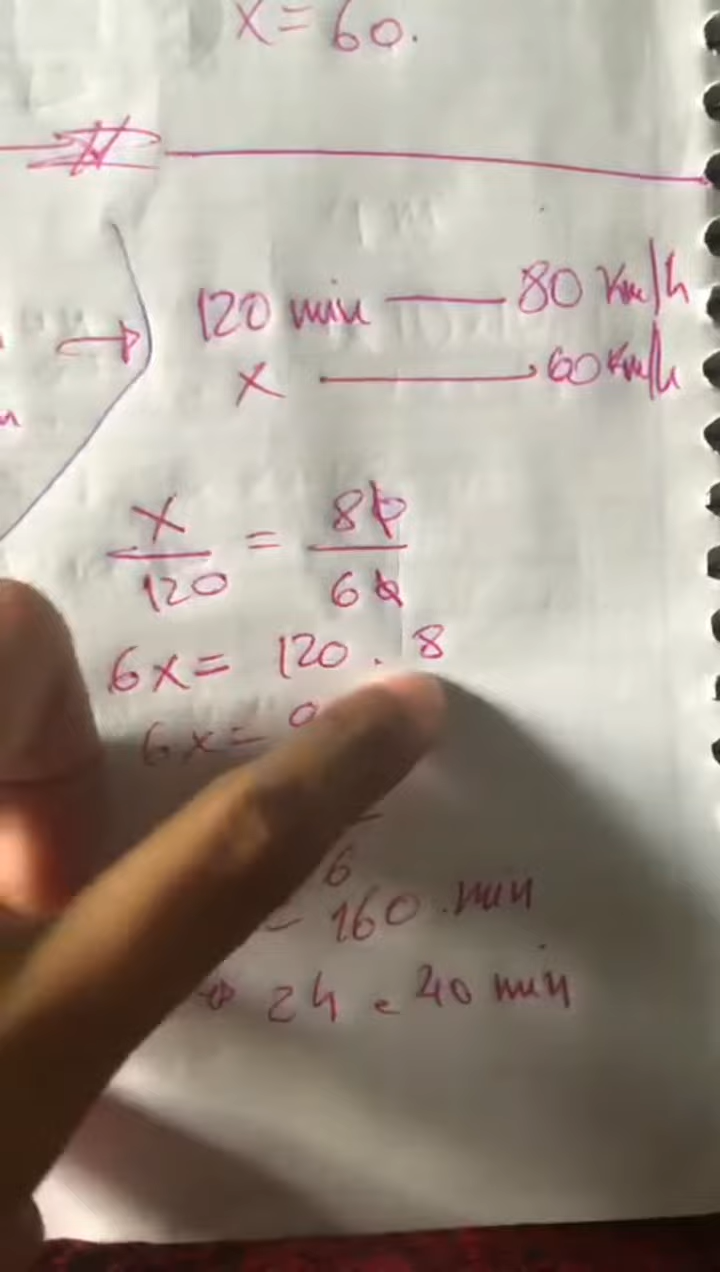 x = 60.
120 min — 80 Km/h
x — 60 Km/h
x/120 = 80/60
6x = 120 . 8
6x =
6
= 160 min
2h e 40 min